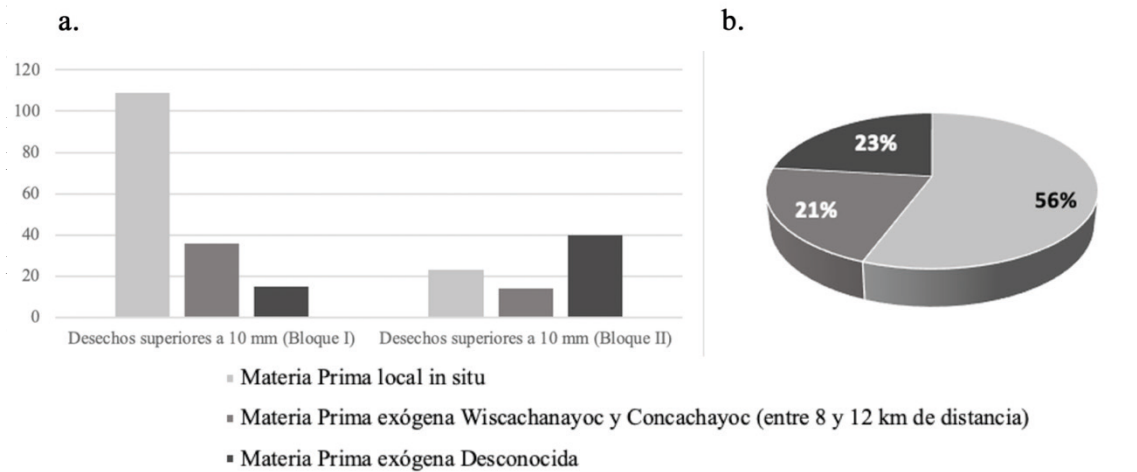 a.
b.
120
100
80
60
40
20
0
Desechos superiores a 10 mm (Bloque I)
Desechos superiores a 10 mm (Bloque II)
23%
21%
56%
Materia Prima local in situ
Materia Prima exógena Wiscachanayoc y Concachayoc (entre 8 y 12 km de distancia)
Materia Prima exógena Desconocida